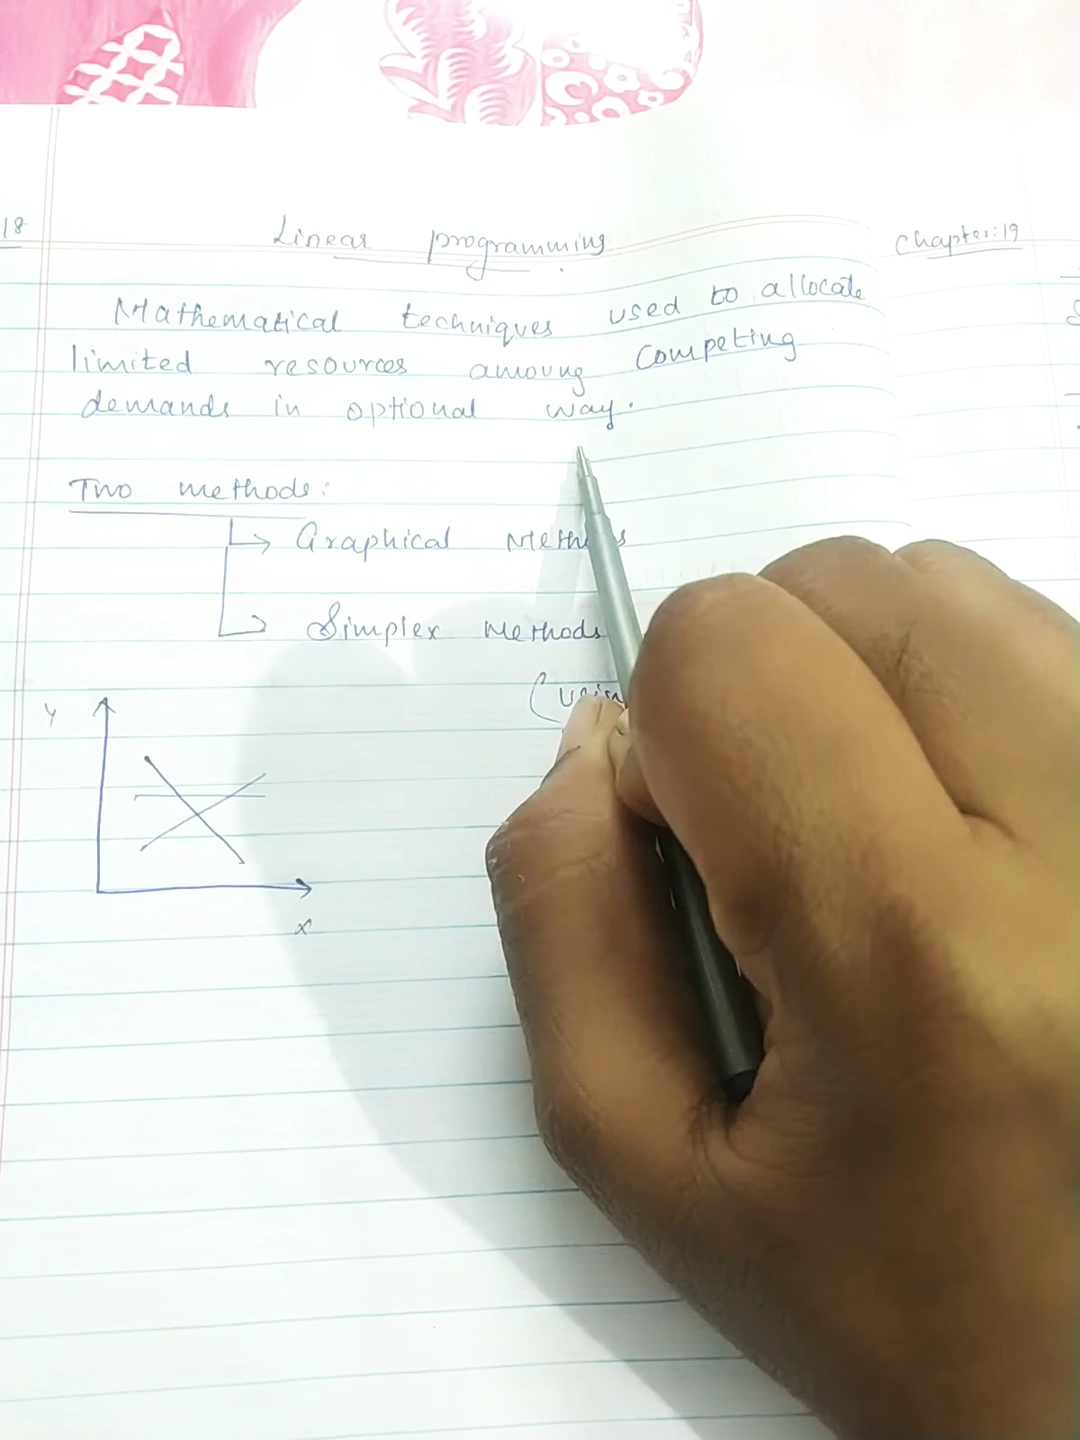 18
Linear programming
Chapter:19
Mathematical techniques used to allocate
limited resources among competing
demands in optional way.
Two methods:
Graphical
Simplex Methods
y
x